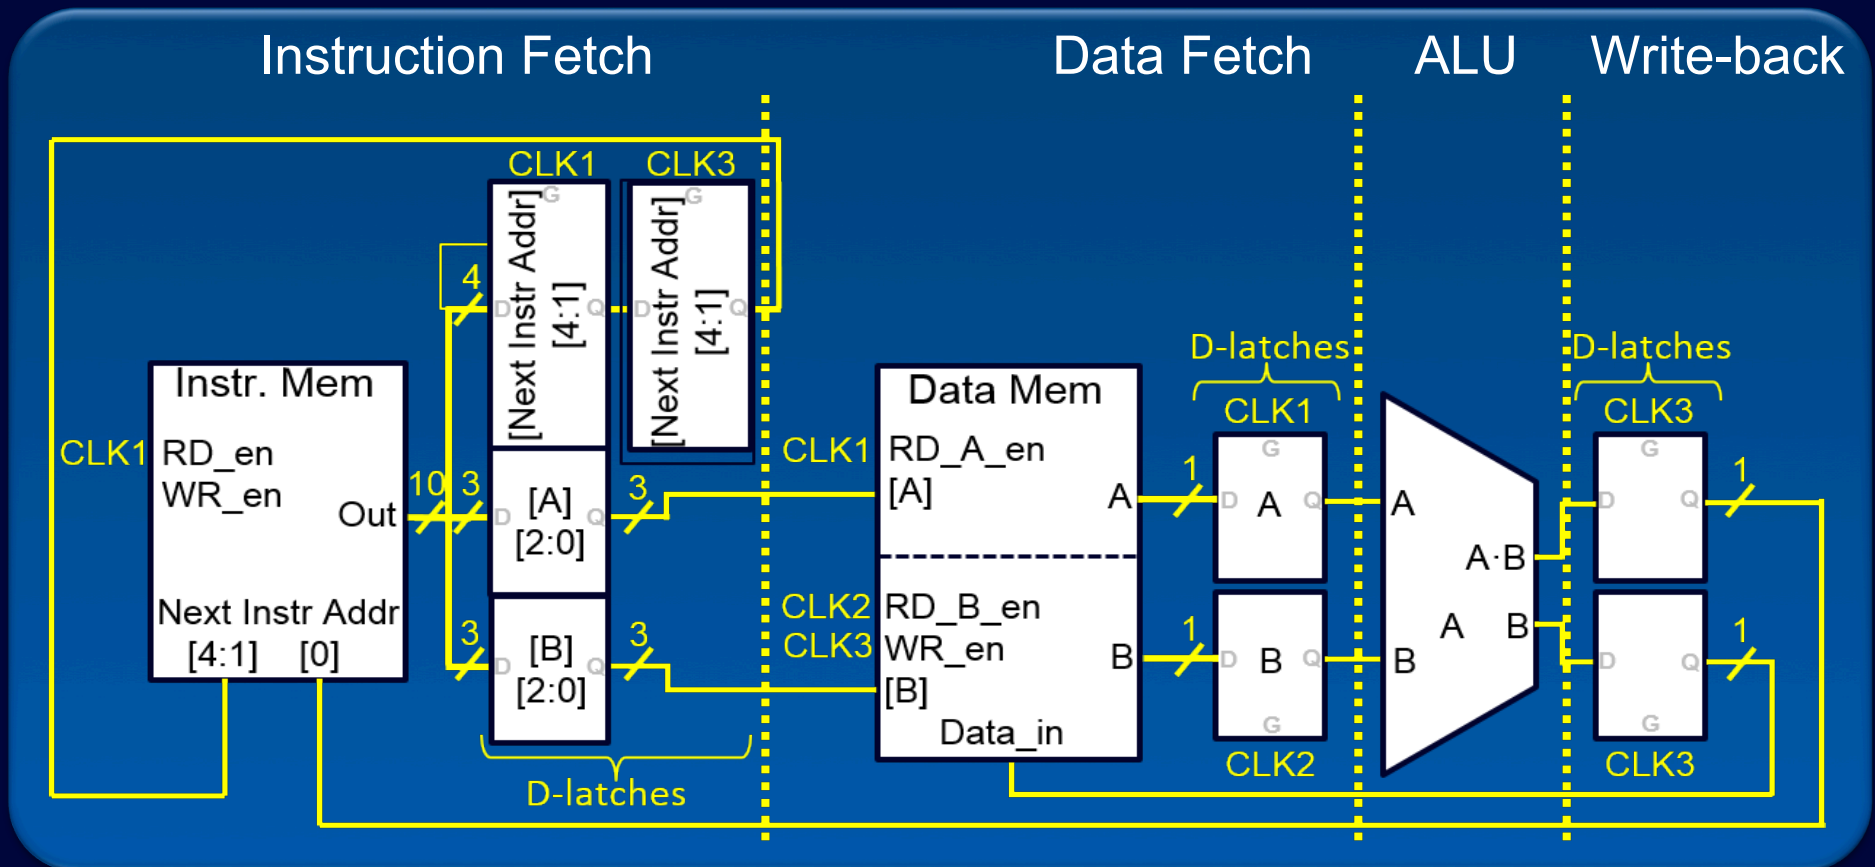 Instruction Fetch
Data Fetch
ALU
Write-back
CLK1
CLK3
G
G
[Next Instr Addr]
[4:1]
[Next Instr Addr]
[4:1]
4
D
Q
D
Q
Instr. Mem
CLK1
RD_en
WR_en
Out
10
3
D
[A]
[2:0]
Q
3
Next Instr Addr
[4:1]
[0]
3
D
[B]
[2:0]
Q
3
D-latches
Data Mem
CLK1
RD_A_en
[A]
A
1
CLK2
RD_B_en
CLK3
WR_en
[B]
B
1
Data_in
D-latches
CLK1
G
D
A
Q
D
B
Q
G
CLK2
A
A·B
A
B
B
D-latches
CLK3
G
D
Q
1
D
Q
1
G
CLK3